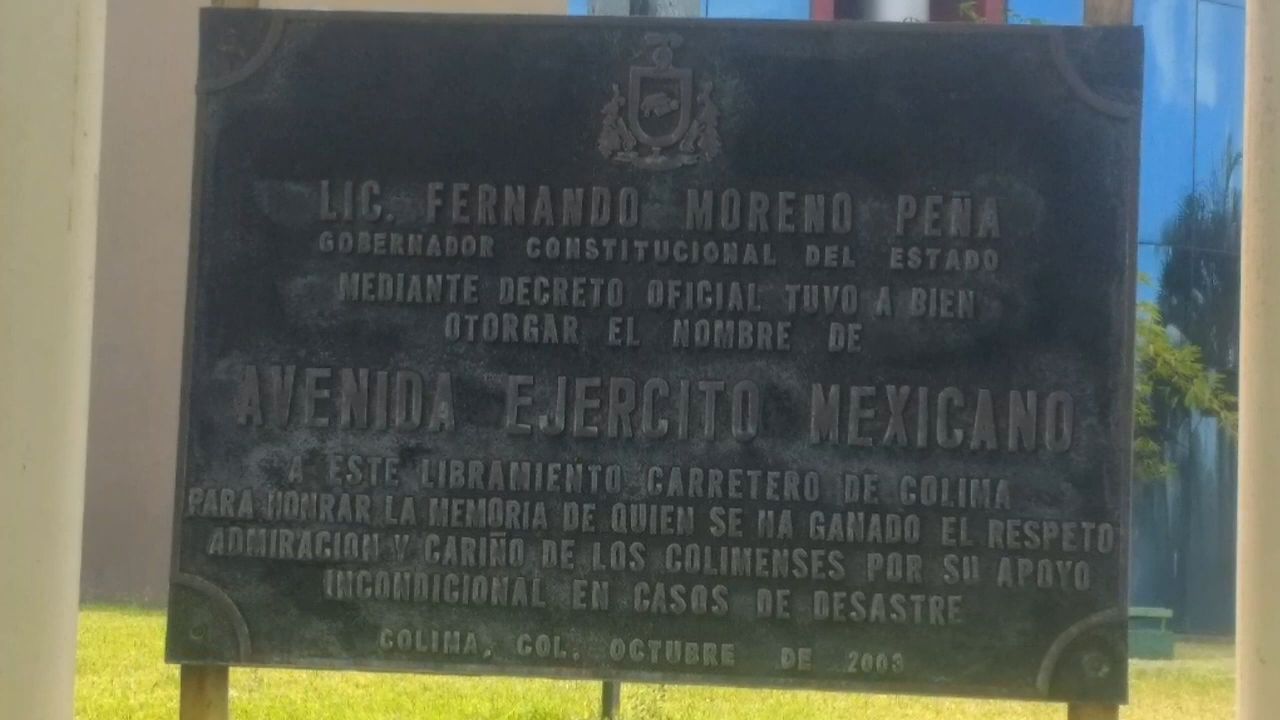 LIC. FERNANDO MORENO PEÑA
GOBERNADOR CONSTITUCIONAL DEL ESTADO
MEDIANTE DECRETO OFICIAL TUVO A BIEN
OTORGAR EL NOMBRE DE
AVENIDA EJERCITO MEXICANO
A ESTE LIBRAMIENTO CARRETERO DE COLIMA
PARA HONRAR LA MEMORIA DE QUIEN SE HA GANADO EL RESPETO
ADMIRACION Y CARIÑO DE LOS COLIMENSES POR SU APOYO
INCONDICIONAL EN CASOS DE DESASTRE
COLIMA, COL. OCTUBRE DE 2003